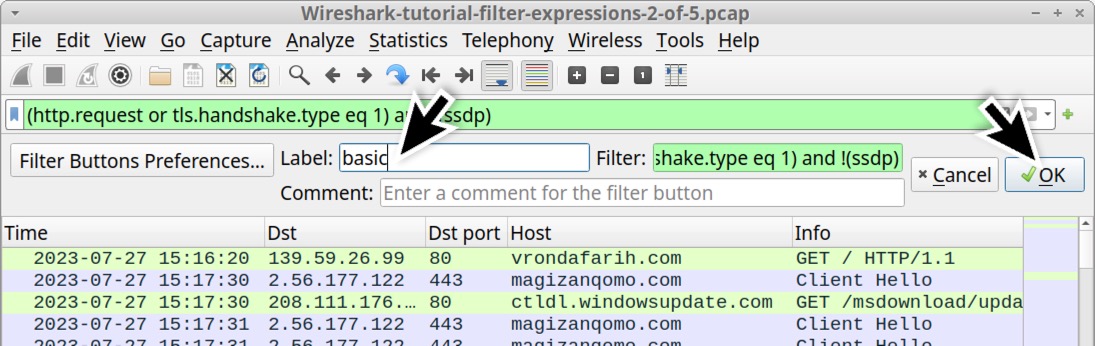 Wireshark-tutorial-filter-expressions-2-of-5.pcap
File Edit View Go Capture Analyze Statistics Telephony Wireless Tools Help
(http.request or tls.handshake.type eq 1) ssdp)
Filter Buttons Preferences... Label: basic Filter: shake.type eq 1) and !(ssdp) Cancel OK
Comment: Enter a comment for the filter button
Time Dst Dst port Host Info
2023-07-27 15:16:20 139.59.26.99 80 vrondafarih.com GET / HTTP/1.1
2023-07-27 15:17:30 2.56.177.122 443 magizanqomo.com Client Hello
2023-07-27 15:17:30 208.111.176.… 80 ctldl.windowsupdate.com GET /msdownload/upda
2023-07-27 15:17:31 2.56.177.122 443 magizanqomo.com Client Hello
2023-07-27 15:17:31 2.56.177.122 443 magizanqomo.com Client Hello